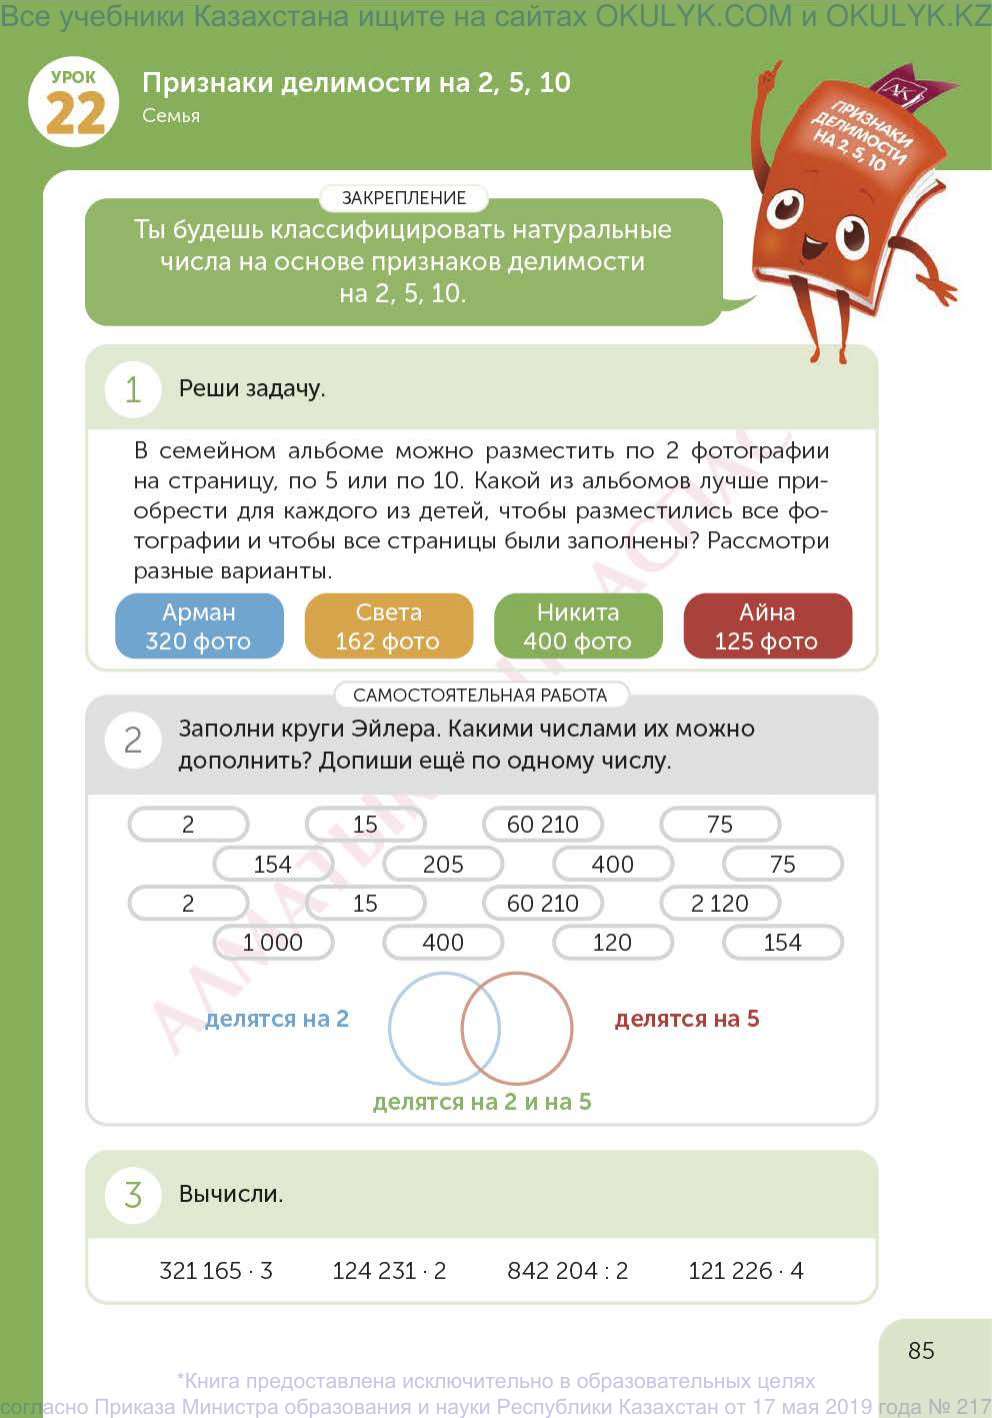 Все учебники Казахстана ищите на сайтах OKULYK.COM и OKULYK.KZ
УРОК
22
Признаки делимости на 2, 5, 10
Семья
АК
ПРИЗНАКИ
ДЕЛИМОСТИ
НА 2, 5, 10
ЗАКРЕПЛЕНИЕ
Ты будешь классифицировать натуральные
числа на основе признаков делимости
на 2, 5, 10.
1
Реши задачу.
В семейном альбоме можно разместить по 2 фотографии
на страницу, по 5 или по 10. Какой из альбомов лучше при-
обрести для каждого из детей, чтобы разместились все фо-
тографии и чтобы все страницы были заполнены? Рассмотри
разные варианты.
Арман
320 фото
Света
162 фото
Никита
400 фото
Айна
125 фото
САМОСТОЯТЕЛЬНАЯ РАБОТА
2
Заполни круги Эйлера. Какими числами их можно
дополнить? Допиши ещё по одному числу.
2 15 60 210 75
154 205 400 75
2 15 60 210 2 120
1 000 400 120 154
делятся на 2
делятся на 5
делятся на 2 и на 5
3
Вычисли.
321 165 · 3 124 231 · 2 842 204 : 2 121 226 · 4
85
*Книга предоставлена исключительно в образовательных целях
согласно Приказа Министра образования и науки Республики Казахстан от 17 мая 2019 года № 217